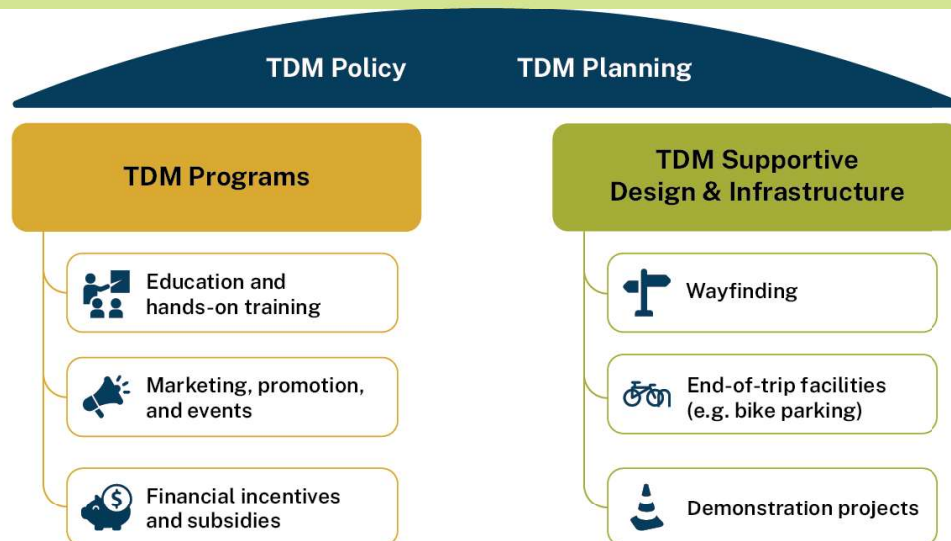 TDM Policy
TDM Planning
TDM Programs
Education and
hands-on training
Marketing, promotion,
and events
$
Financial incentives
and subsidies
TDM Supportive
Design & Infrastructure
Wayfinding
End-of-trip facilities
(e.g. bike parking)
Demonstration projects